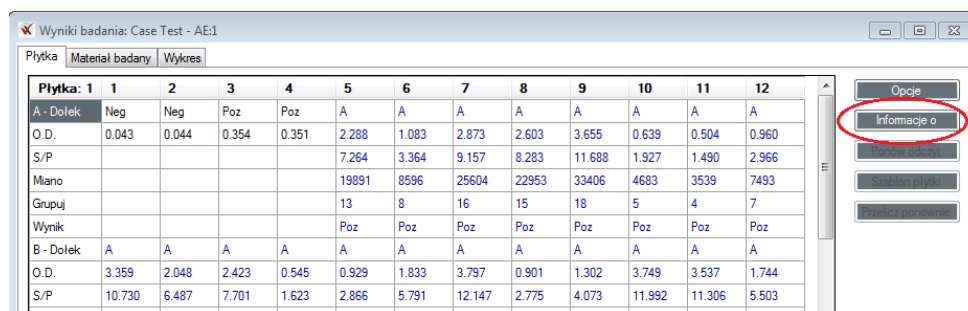 Wyniki badania: Case Test - AE:1
Płytka Materiał badany Wykres
Płytka: 1 1 2 3 4 5 6 7 8 9 10 11 12
A - Dołek Neg Neg Poz Poz A A A A A A A A
O.D. 0.043 0.044 0.354 0.351 2.288 1.083 2.873 2.603 3.655 0.639 0.504 0.960
S/P 7.264 3.364 9.157 8.283 11.688 1.927 1.490 2.966
Miano 19891 8596 25604 22953 33406 4683 3539 7493
Grupuj 13 8 16 15 18 5 4 7
Wynik Poz Poz Poz Poz Poz Poz Poz Poz
B - Dołek A A A A A A A A A A A A
O.D. 3.359 2.048 2.423 0.545 0.929 1.833 3.797 0.901 1.302 3.749 3.537 1.744
S/P 10.730 6.487 7.701 1.623 2.866 5.791 12.147 2.775 4.073 11.992 11.306 5.503
Opcje
Informacje o
Ponów odczyt
Szablon płytki
Przelicz ponownie